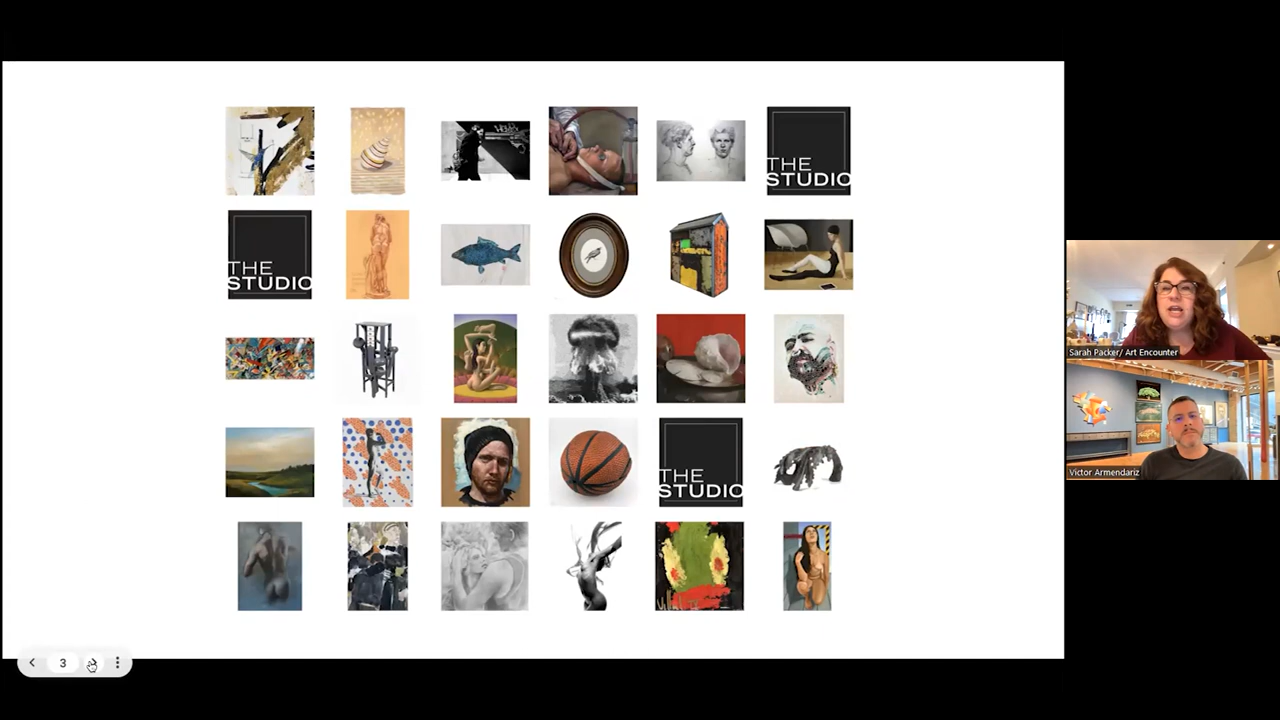 THE
STUDIO
THE
STUDIO
THE
STUDIO
3
Sarah Packer/ Art Encounter
Victor Armendariz